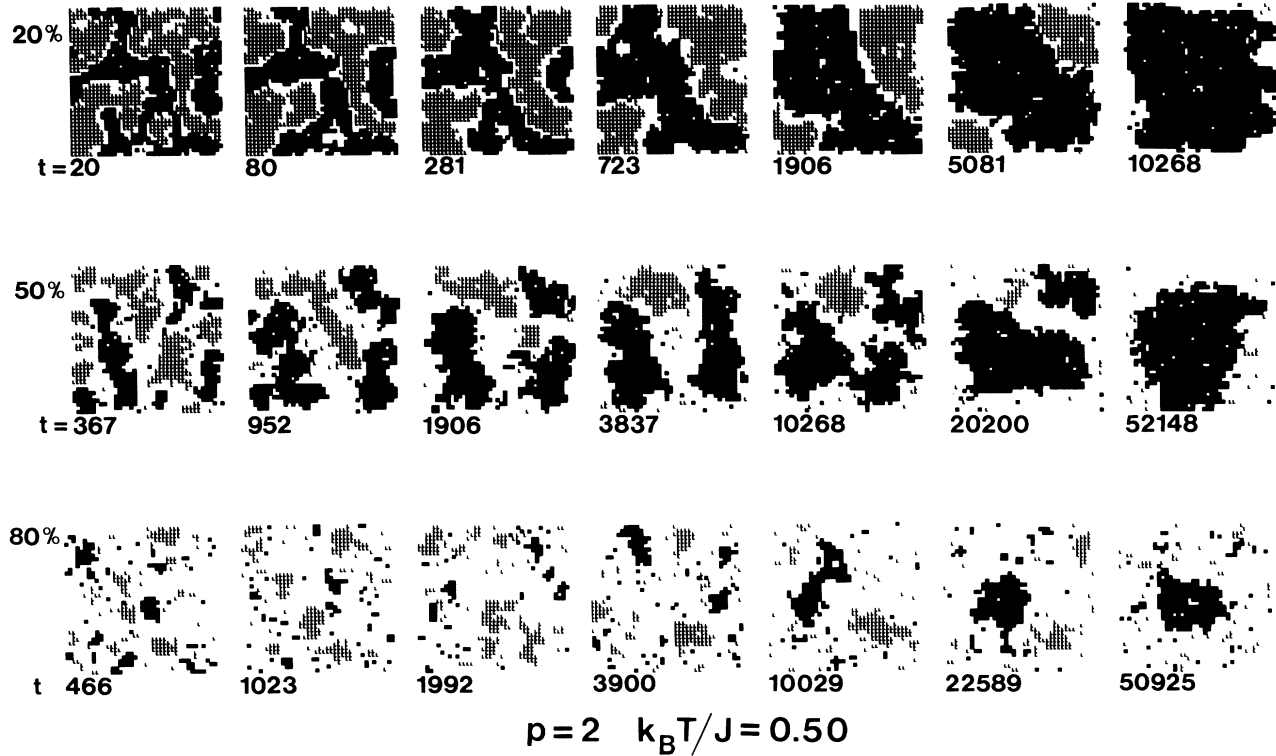 20%
t = 20 80 281 723 1906 5081 10268
50%
t = 367 952 1906 3837 10268 20200 52148
80%
t 466 1023 1992 3900 10029 22589 50925
p = 2 k_BT/J = 0.50